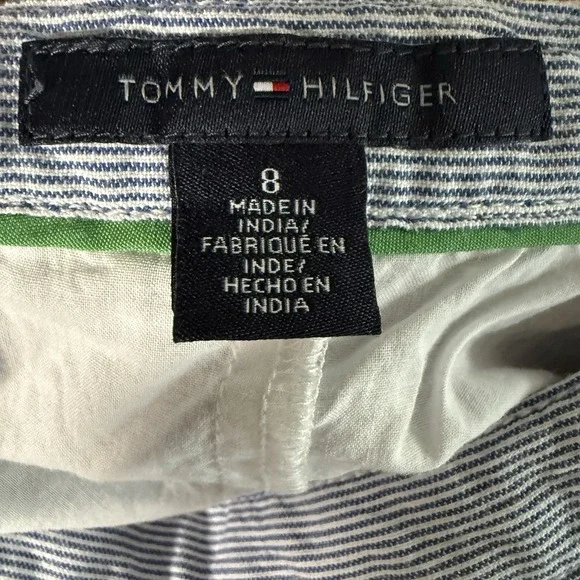 TOMMY HILFIGER
8
MADE IN
INDIA/
FABRIQUÉ EN
INDE/
HECHO EN
INDIA